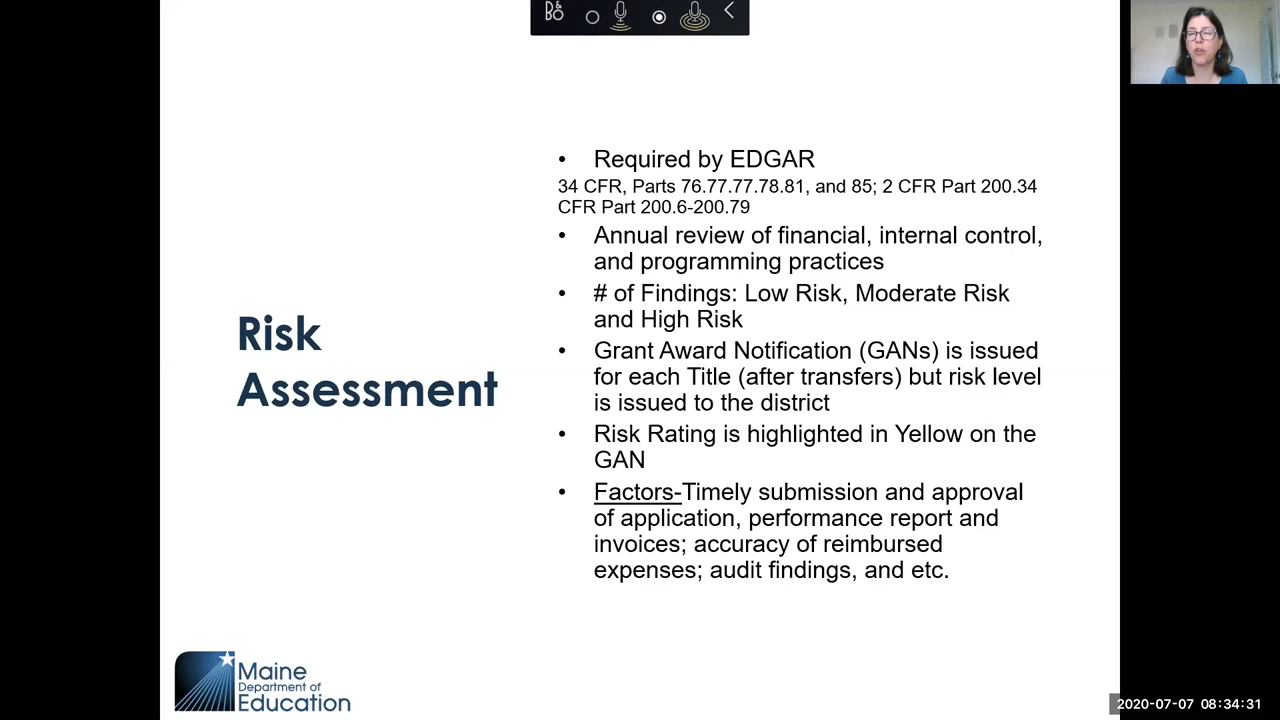 B&O
Risk
Assessment
• Required by EDGAR
34 CFR, Parts 76.77.77.78.81, and 85; 2 CFR Part 200.34
CFR Part 200.6-200.79
• Annual review of financial, internal control,
and programming practices
• # of Findings: Low Risk, Moderate Risk
and High Risk
• Grant Award Notification (GANs) is issued
for each Title (after transfers) but risk level
is issued to the district
• Risk Rating is highlighted in Yellow on the
GAN
• Factors-Timely submission and approval
of application, performance report and
invoices; accuracy of reimbursed
expenses; audit findings, and etc.
Maine
Department of
Education
2020-07-07 08:34:31